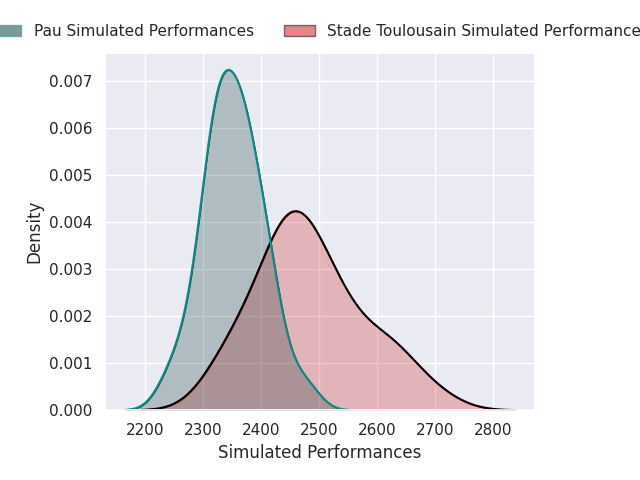 Pau Simulated Performances
Stade Toulousain Simulated Performance
0.007
0.006
0.005
0.004
0.003
0.002
0.001
0.000
Density
2200 2300 2400 2500 2600 2700 2800
Simulated Performances